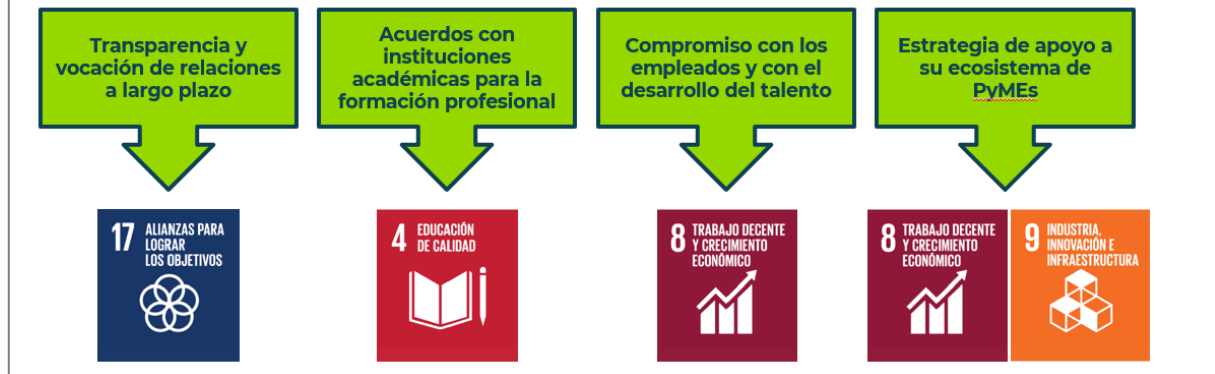 Transparencia y
vocación de relaciones
a largo plazo
Acuerdos con
instituciones
académicas para la
formación profesional
Compromiso con los
empleados y con el
desarrollo del talento
Estrategia de apoyo a
su ecosistema de
PyMEs
17 ALIANZAS PARA
LOGRAR
LOS OBJETIVOS
4 EDUCACIÓN
DE CALIDAD
8 TRABAJO DECENTE
Y CRECIMIENTO
ECONÓMICO
8 TRABAJO DECENTE
Y CRECIMIENTO
ECONÓMICO
9 INDUSTRIA,
INNOVACIÓN E
INFRAESTRUCTURA